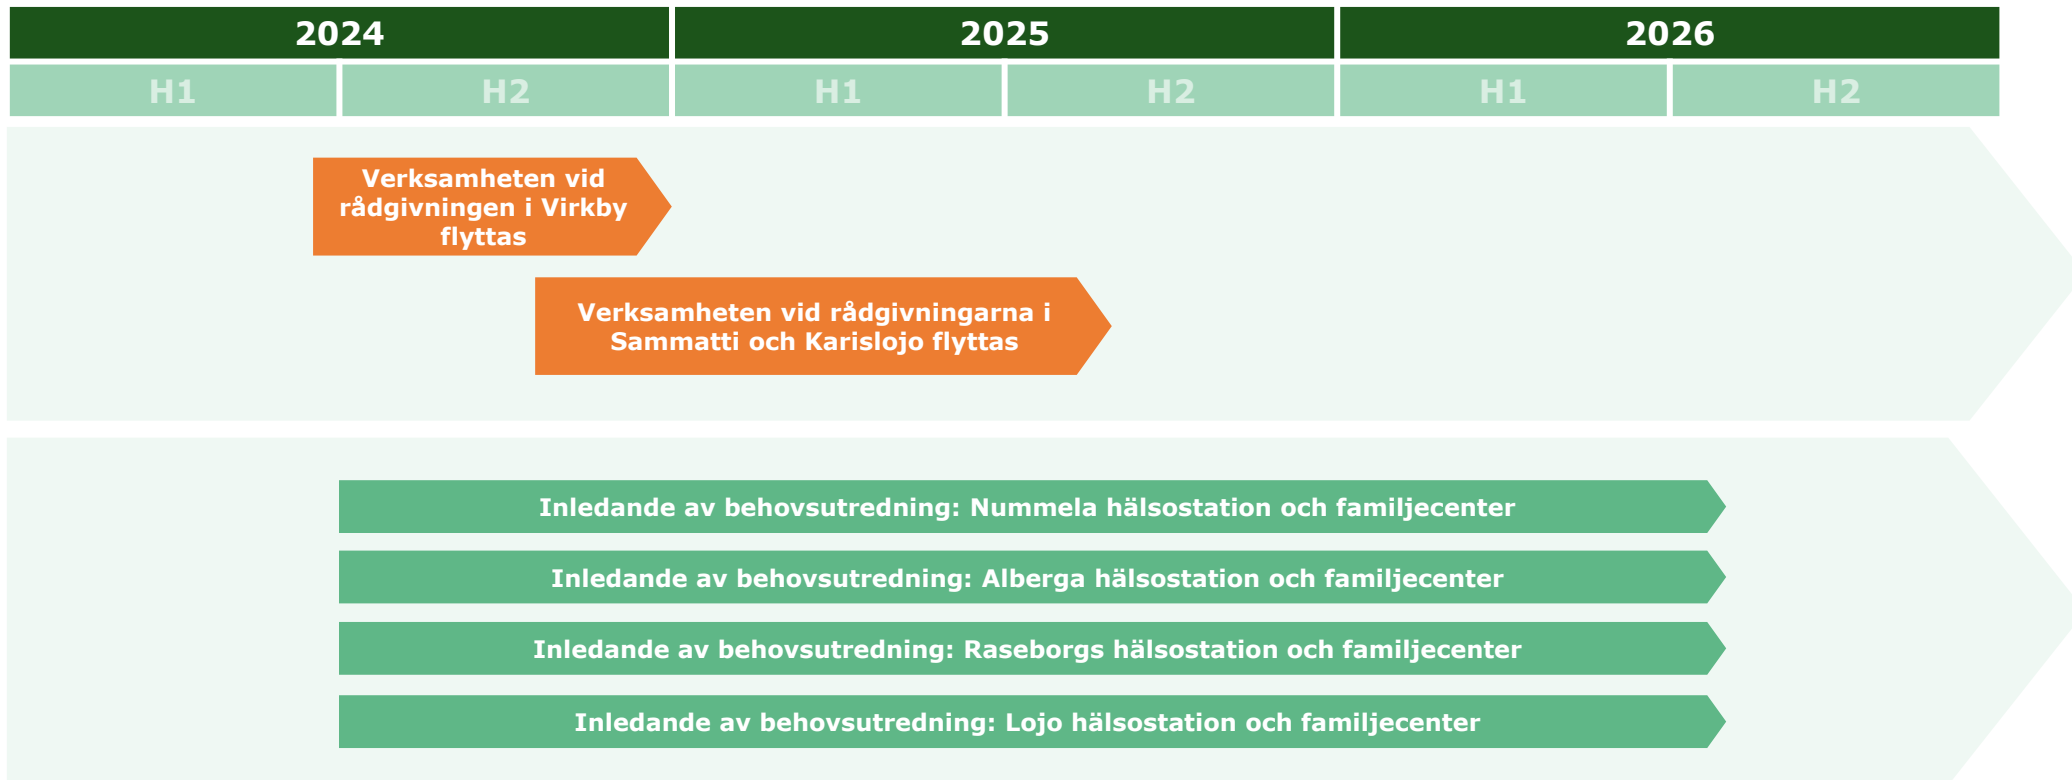 2024 2025 2026
H1 H2 H1 H2 H1 H2
Verksamheten vid
rådgivningen i Virkby
flyttas
Verksamheten vid rådgivningarna i
Sammatti och Karislojo flyttas
Inledande av behovsutredning: Nummela hälsostation och familjecenter
Inledande av behovsutredning: Alberga hälsostation och familjecenter
Inledande av behovsutredning: Raseborgs hälsostation och familjecenter
Inledande av behovsutredning: Lojo hälsostation och familjecenter